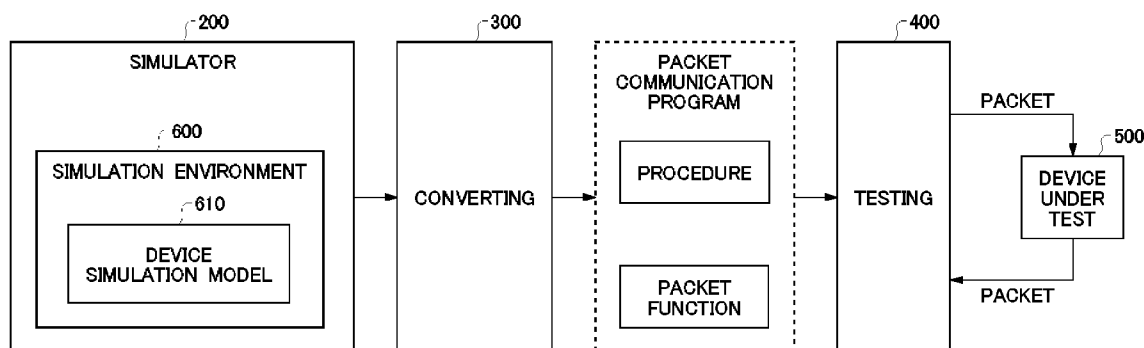 200
SIMULATOR
600
SIMULATION ENVIRONMENT
610
DEVICE
SIMULATION MODEL
300
CONVERTING
PACKET
COMMUNICATION
PROGRAM
PROCEDURE
PACKET
FUNCTION
400
TESTING
PACKET
500
DEVICE
UNDER
TEST
PACKET